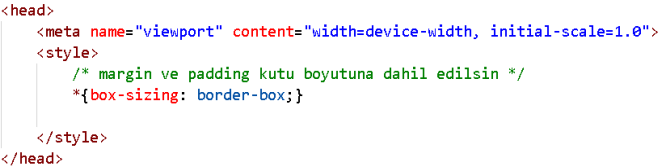 <head>
<meta name="viewport" content="width=device-width, initial-scale=1.0">
<style>
/* margin ve padding kutu boyutuna dahil edilsin */
*{box-sizing: border-box;}
</style>
</head>